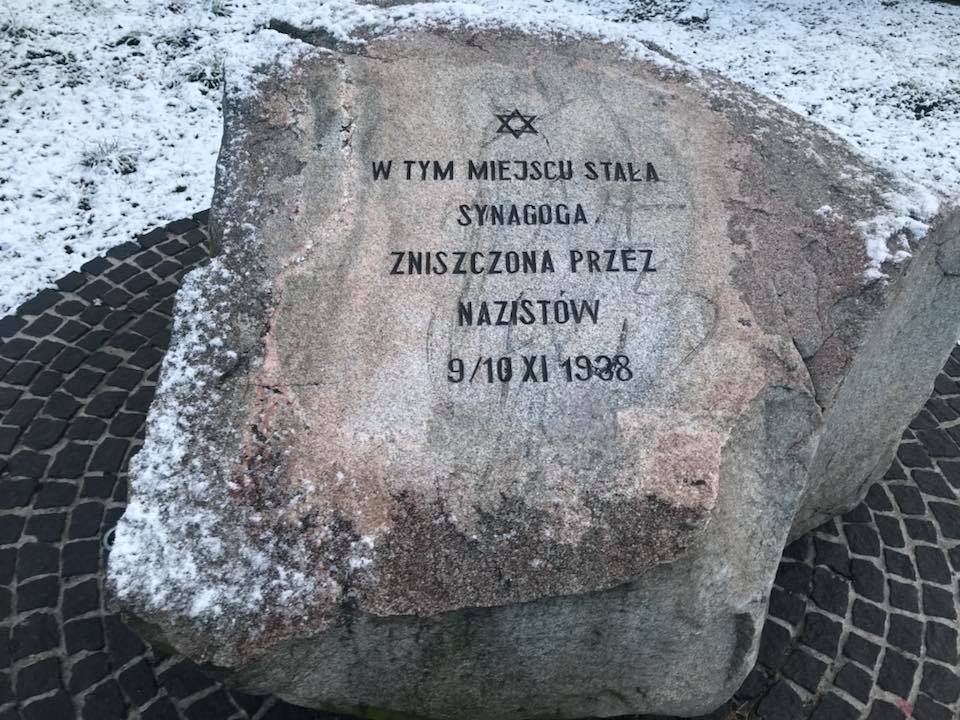 W TYM MIEJSCU STAŁA
SYNAGOGA
ZNISZCZONA PRZEZ
NAZISTÓW
9/10 XI 1938